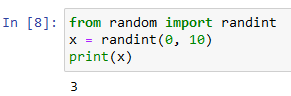 In [8]: from random import randint
x = randint(0, 10)
print(x)
3